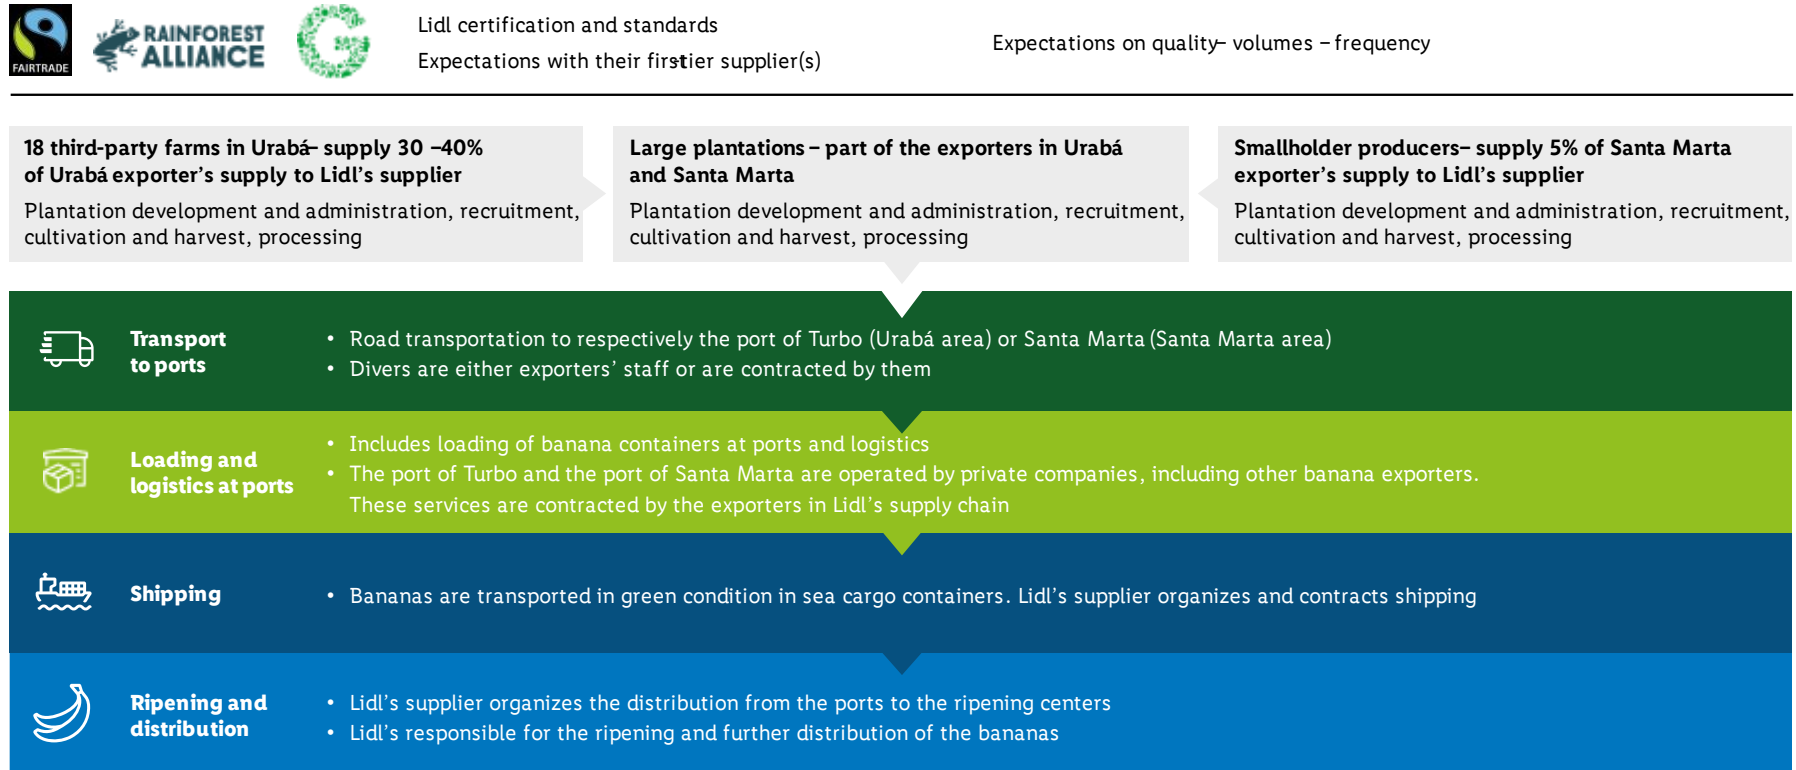 FAIRTRADE
RAINFOREST
ALLIANCE
Lidl certification and standards
Expectations with their first-tier supplier(s)
Expectations on quality – volumes – frequency
18 third-party farms in Urabá – supply 30 –40%
of Urabá exporter's supply to Lidl's supplier
Plantation development and administration, recruitment,
cultivation and harvest, processing
Large plantations – part of the exporters in Urabá
and Santa Marta
Plantation development and administration, recruitment,
cultivation and harvest, processing
Smallholder producers – supply 5% of Santa Marta
exporter's supply to Lidl's supplier
Plantation development and administration, recruitment,
cultivation and harvest, processing
Transport
to ports
• Road transportation to respectively the port of Turbo (Urabá area) or Santa Marta (Santa Marta area)
• Divers are either exporters' staff or are contracted by them
Loading and
logistics at ports
• Includes loading of banana containers at ports and logistics
• The port of Turbo and the port of Santa Marta are operated by private companies, including other banana exporters.
These services are contracted by the exporters in Lidl's supply chain
Shipping
• Bananas are transported in green condition in sea cargo containers. Lidl's supplier organizes and contracts shipping
Ripening and
distribution
• Lidl's supplier organizes the distribution from the ports to the ripening centers
• Lidl's responsible for the ripening and further distribution of the bananas